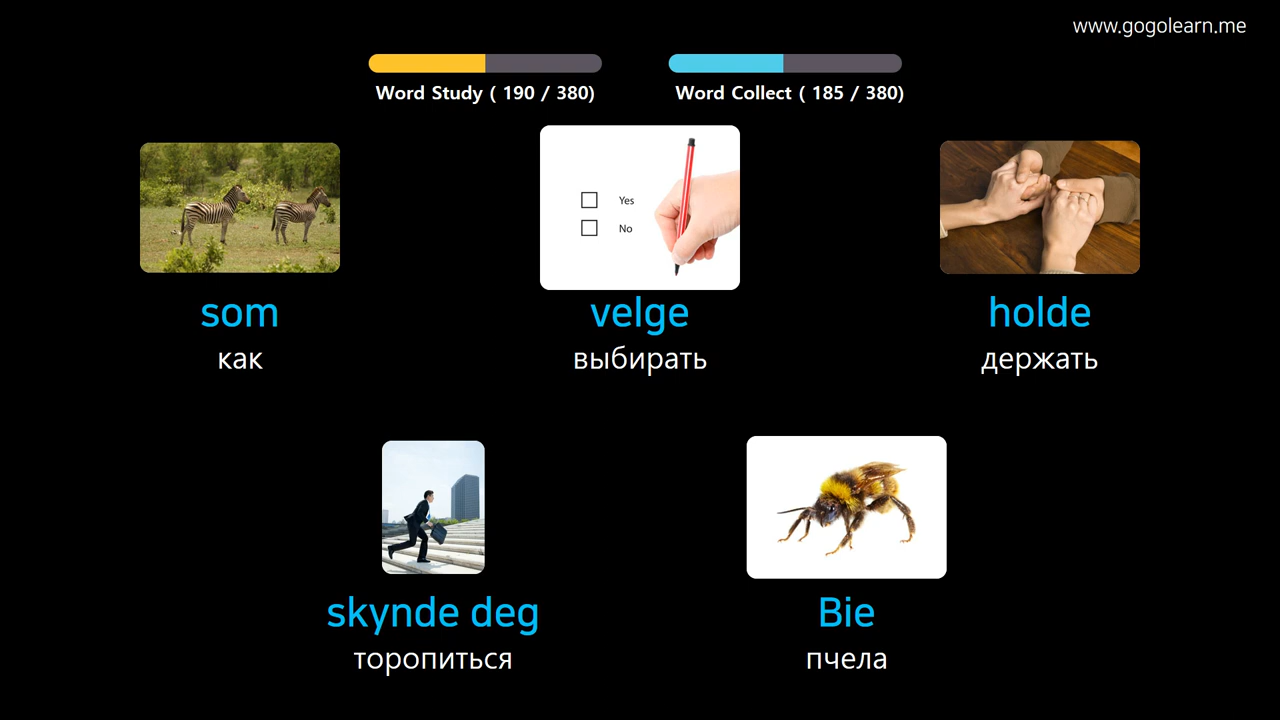 www.gogolearn.me
Word Study ( 190 / 380)
Word Collect ( 185 / 380)
Yes
No
som
velge
holde
как
выбирать
держать
skynde deg
Bie
торопиться
пчела